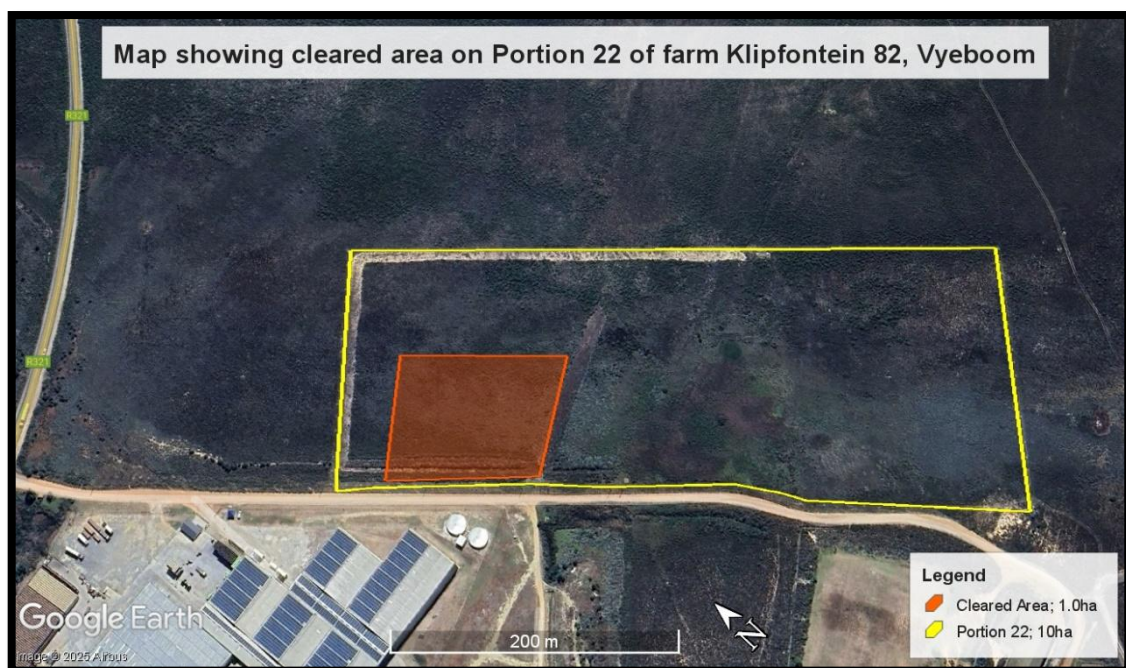 Map showing cleared area on Portion 22 of farm Klipfontein 82, Vyeboom
R321
R321
Legend
Cleared Area; 1.0ha
Portion 22; 10ha
Google Earth
200 m
N
Image © 2025 Airbus